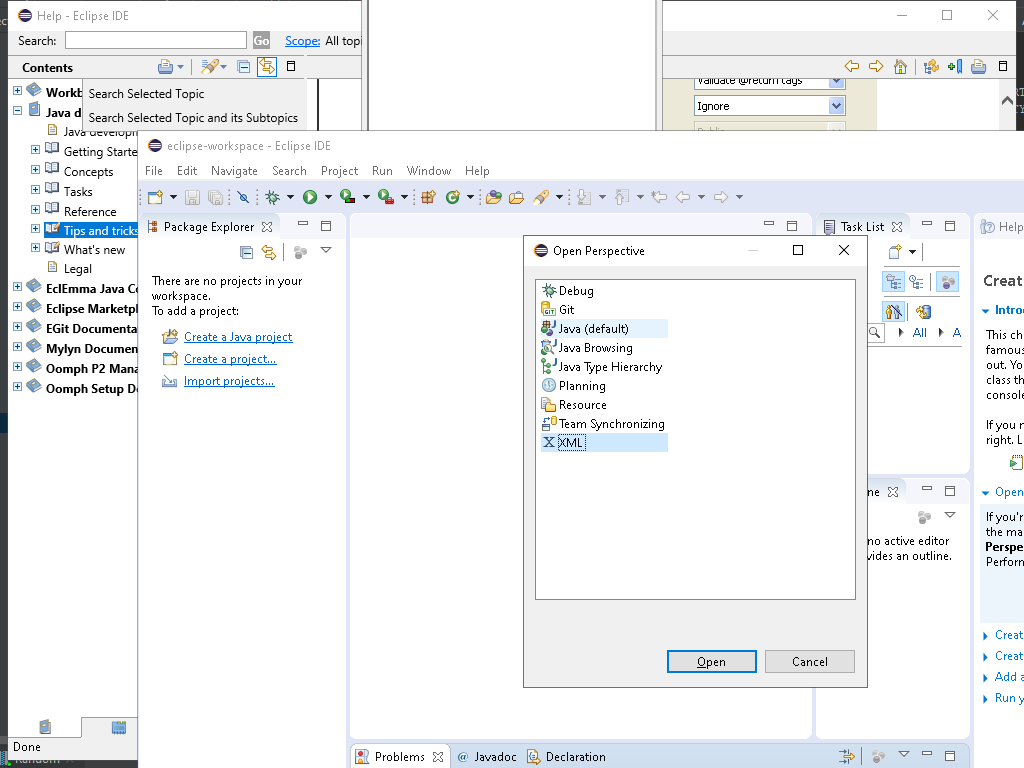 Help - Eclipse IDE
Search:
Go
Scope:
All topi
Contents
Search Selected Topic
Search Selected Topic and its Subtopics
Validate @return tags
Ignore
Workb
Java d
Java developm
Getting Starte
Concepts
Tasks
Reference
Tips and tricks
What's new
Legal
EclEmma Java Co
Eclipse Marketpl
EGit Documenta
Mylyn Documen
Oomph P2 Mana
Oomph Setup Do
Done
eclipse-workspace - Eclipse IDE
File Edit Navigate Search Project Run Window Help
Package Explorer
There are no projects in your
workspace.
To add a project:
Create a Java project
Create a project...
Import projects...
Open Perspective
Debug
Git
Java (default)
Java Browsing
Java Type Hierarchy
Planning
Resource
Team Synchronizing
XML
Open
Cancel
Task List
All
A
ne
no active editor
vides an outline.
Help
Creat
Introd
This ch
famous
out. Yo
class th
console
If you n
right. L
Open
If you'r
the ma
Perspe
Perforn
Creat
Creat
Add a
Run y
Problems
Javadoc
Declaration